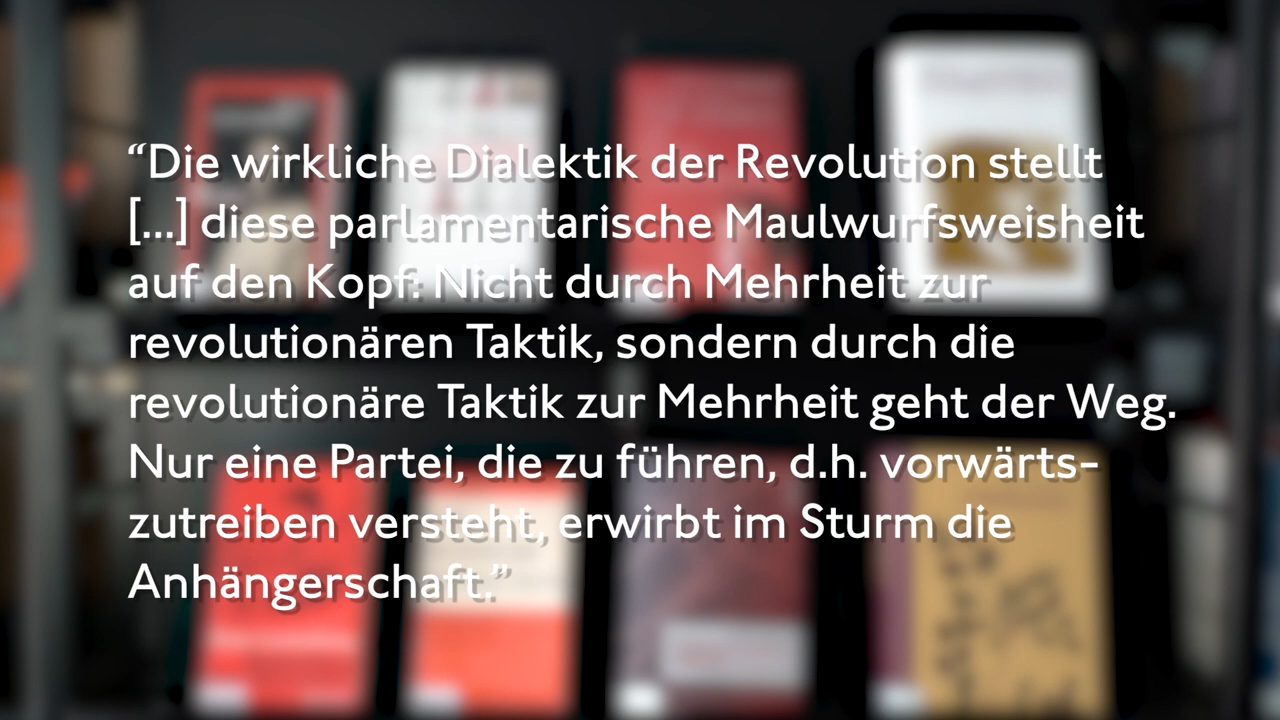 “Die wirkliche Dialektik der Revolution stellt
[...] diese parlamentarische Maulwurfsweisheit
auf den Kopf: Nicht durch Mehrheit zur
revolutionären Taktik, sondern durch die
revolutionäre Taktik zur Mehrheit geht der Weg.
Nur eine Partei, die zu führen, d.h. vorwärts-
zutreiben versteht, erwirbt im Sturm die
Anhängerschaft.”